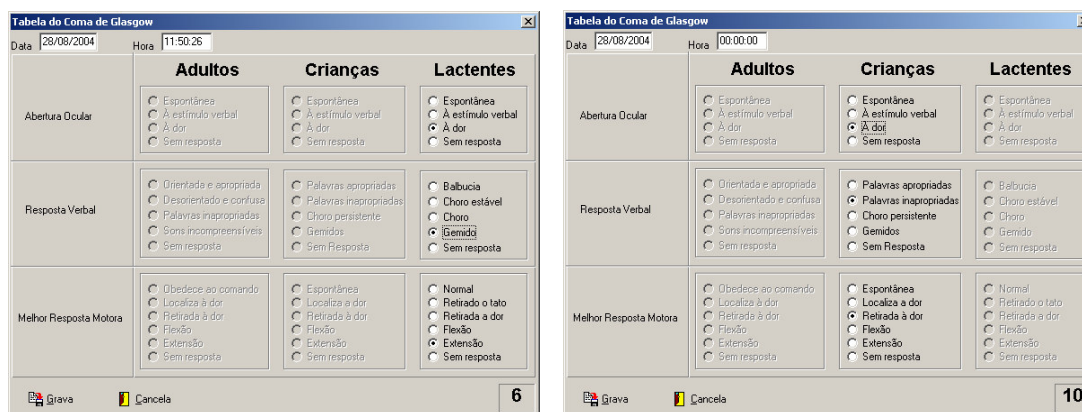 Tabela do Coma de Glasgow
Data 28/08/2004 Hora 11:50:26
Adultos Crianças Lactentes
Abertura Ocular
Espontânea
À estímulo verbal
À dor
Sem resposta
Espontânea
À estímulo verbal
À dor
Sem resposta
Espontânea
À estímulo verbal
À dor
Sem resposta
Resposta Verbal
Orientada e apropriada
Desorientado e confusa
Palavras inapropriadas
Sons incompreensíveis
Sem resposta
Palavras apropriadas
Palavras inapropriadas
Choro persistente
Gemidos
Sem Resposta
Balbucia
Choro estável
Choro
Gemido
Sem resposta
Melhor Resposta Motora
Obedece ao comando
Localiza à dor
Retirada à dor
Flexão
Extensão
Sem resposta
Espontânea
Localiza a dor
Retirada à dor
Flexão
Extensão
Sem resposta
Normal
Retirado o tato
Retirada a dor
Flexão
Extensão
Sem resposta
Grava Cancela 6
Tabela do Coma de Glasgow
Data 28/08/2004 Hora 00:00:00
Adultos Crianças Lactentes
Abertura Ocular
Espontânea
À estímulo verbal
À dor
Sem resposta
Espontânea
À estímulo verbal
À dor
Sem resposta
Espontânea
À estímulo verbal
À dor
Sem resposta
Resposta Verbal
Orientada e apropriada
Desorientado e confusa
Palavras inapropriadas
Sons incompreensíveis
Sem resposta
Palavras apropriadas
Palavras inapropriadas
Choro persistente
Gemidos
Sem Resposta
Balbucia
Choro estável
Choro
Gemido
Sem resposta
Melhor Resposta Motora
Obedece ao comando
Localiza à dor
Retirada à dor
Flexão
Extensão
Sem resposta
Espontânea
Localiza a dor
Retirada à dor
Flexão
Extensão
Sem resposta
Normal
Retirado o tato
Retirada a dor
Flexão
Extensão
Sem resposta
Grava Cancela 10